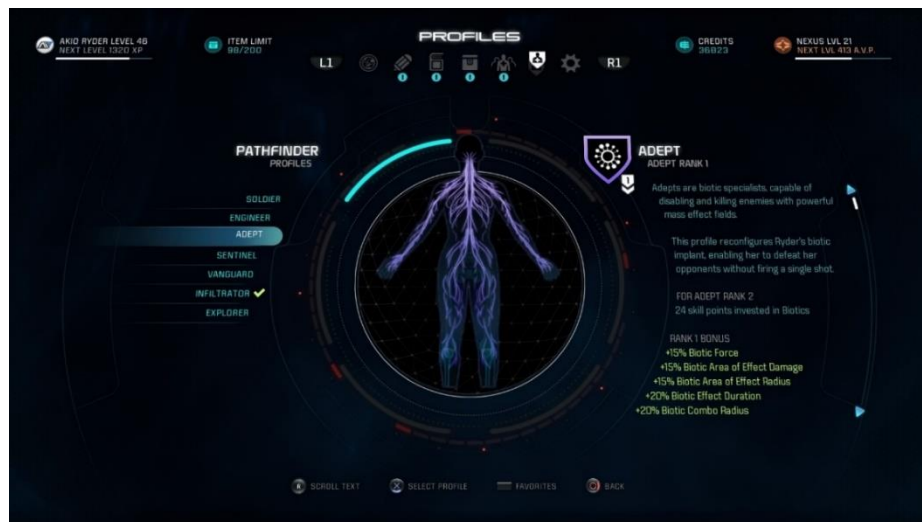 AKIO RYDER LEVEL 46
NEXT LEVEL 1320 XP
ITEM LIMIT
98/200
PROFILES
CREDITS
36823
NEXUS LVL 21
NEXT LVL 413 A.V.P.
L1
R1
PATHFINDER
PROFILES
SOLDIER
ENGINEER
ADEPT
SENTINEL
VANGUARD
INFILTRATOR
EXPLORER
ADEPT
ADEPT RANK 1
1
Adepts are biotic specialists, capable of
disabling and killing enemies with powerful
mass effect fields.
This profile reconfigures Ryder's biotic
implant, enabling her to defeat her
opponents without firing a single shot.
FOR ADEPT RANK 2
24 skill points invested in Biotics
RANK 1 BONUS
+15% Biotic Force
+15% Biotic Area of Effect Damage
+15% Biotic Area of Effect Radius
+20% Biotic Effect Duration
+20% Biotic Combo Radius
R SCROLL TEXT
SELECT PROFILE
FAVORITES
BACK